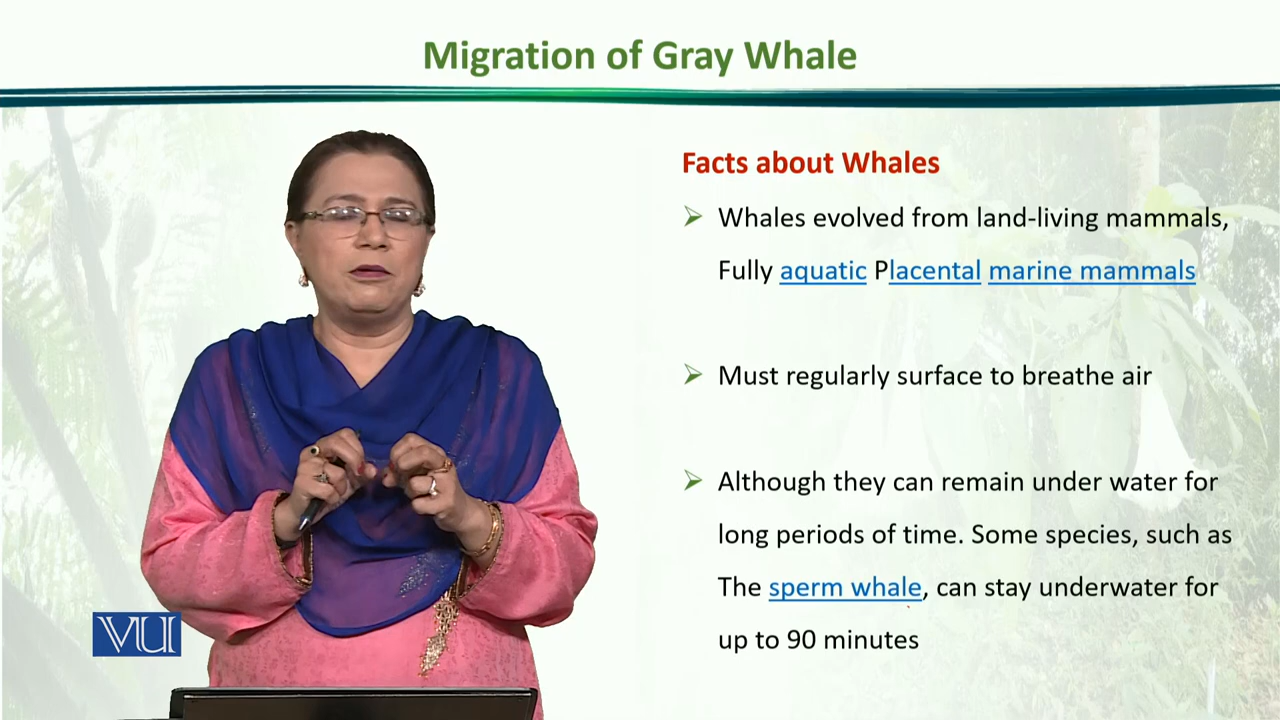 Migration of Gray Whale
Facts about Whales
Whales evolved from land-living mammals,
Fully aquatic Placental marine mammals
Must regularly surface to breathe air
Although they can remain under water for
long periods of time. Some species, such as
The sperm whale, can stay underwater for
up to 90 minutes
VU